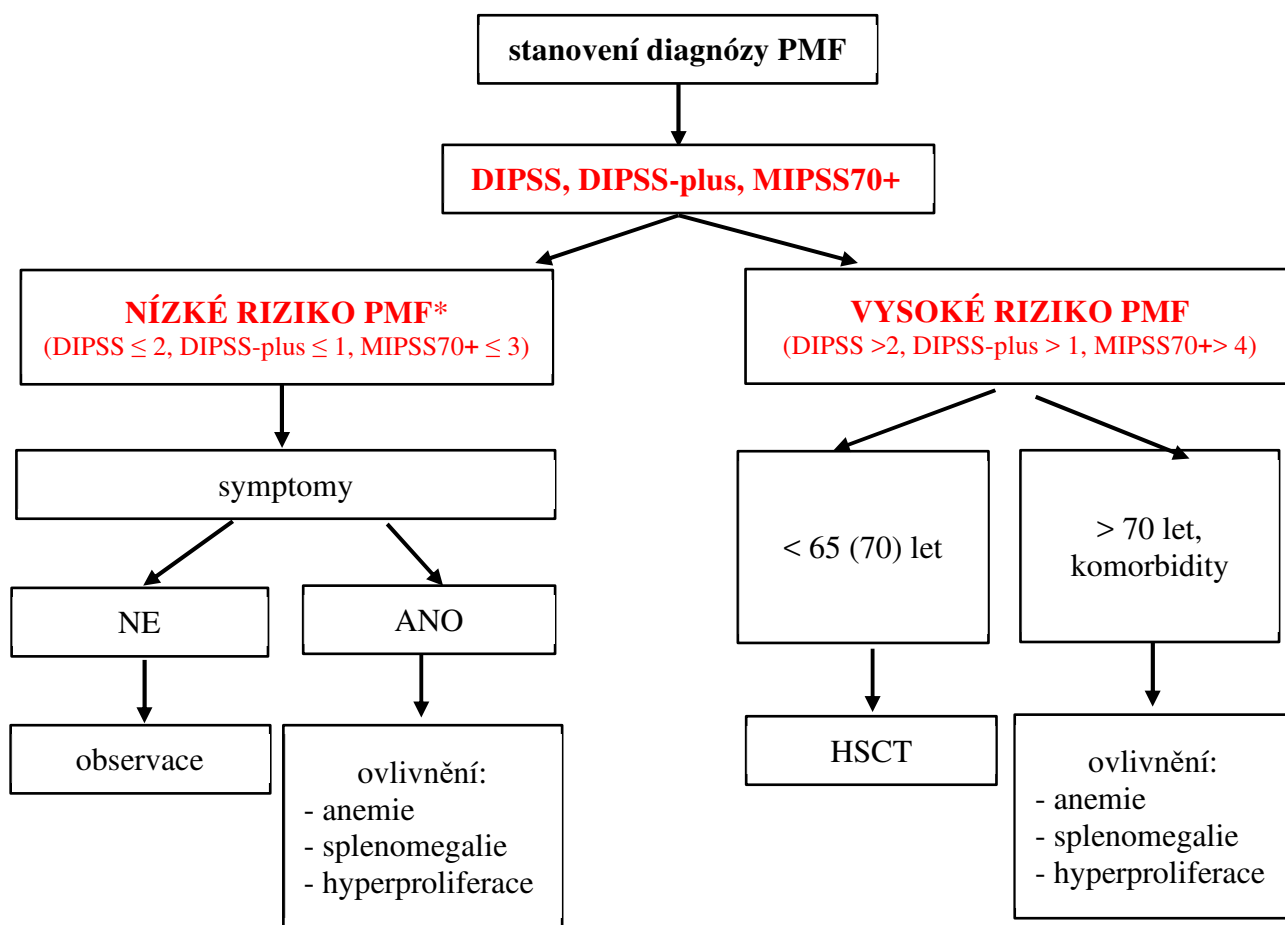 stanovení diagnózy PMF
DIPSS, DIPSS-plus, MIPSS70+
NÍZKÉ RIZIKO PMF*
(DIPSS ≤ 2, DIPSS-plus ≤ 1, MIPSS70+ ≤ 3)
VYSOKÉ RIZIKO PMF
(DIPSS >2, DIPSS-plus > 1, MIPSS70+> 4)
symptomy
< 65 (70) let
> 70 let,
komorbidity
NE
ANO
observace
ovlivnění:
- anemie
- splenomegalie
- hyperproliferace
HSCT
ovlivnění:
- anemie
- splenomegalie
- hyperproliferace